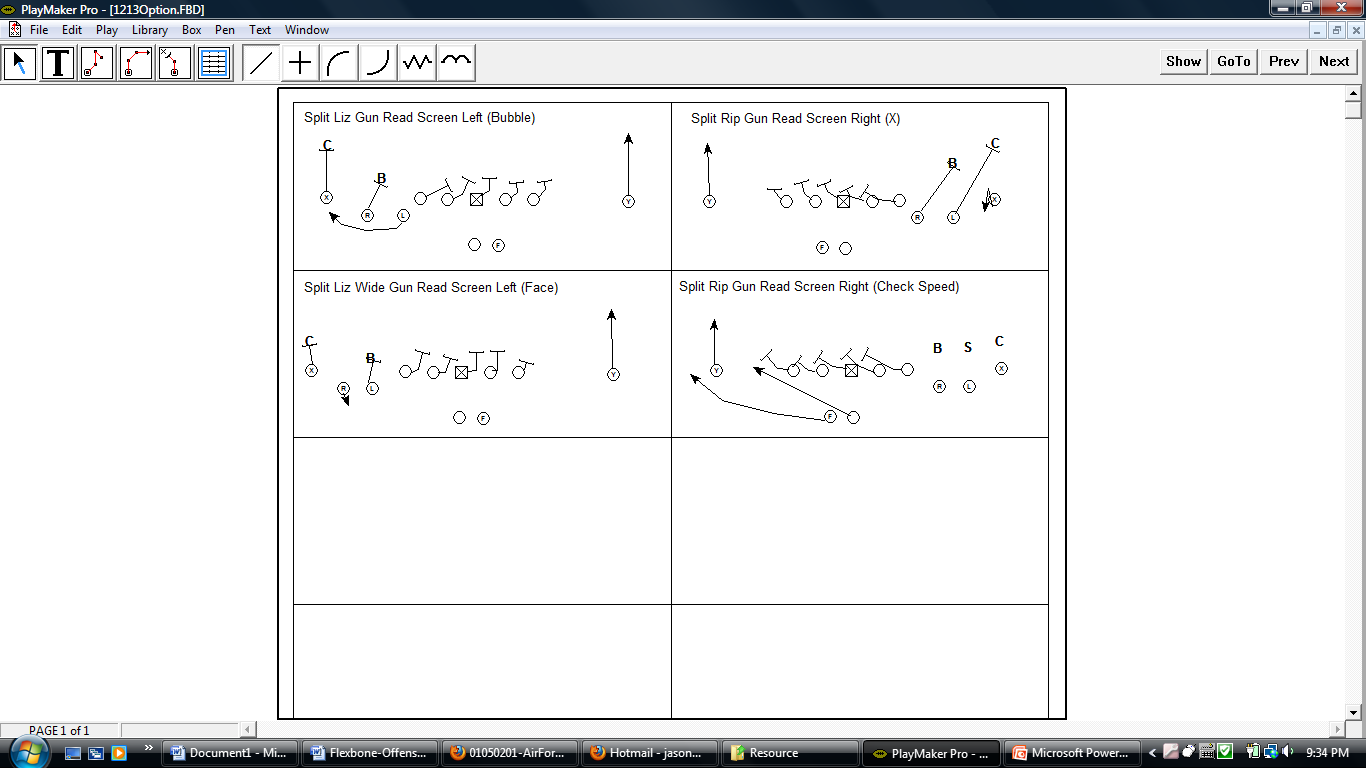 PlayMaker Pro - [1213Option.FBD]
File Edit Play Library Box Pen Text Window
T Show GoTo Prev Next
Split Liz Gun Read Screen Left (Bubble)
C
B
X R L Y
F
Split Rip Gun Read Screen Right (X)
C
B
Y R L X
F
Split Liz Wide Gun Read Screen Left (Face)
C
B
X R L Y
F
Split Rip Gun Read Screen Right (Check Speed)
B S C
Y R L X
F
PAGE 1 of 1
Document1 - Mi... Flexbone-Offens... 01050201-AirFor... Hotmail - jason... Resource PlayMaker Pro - ... Microsoft Power... 9:34 PM